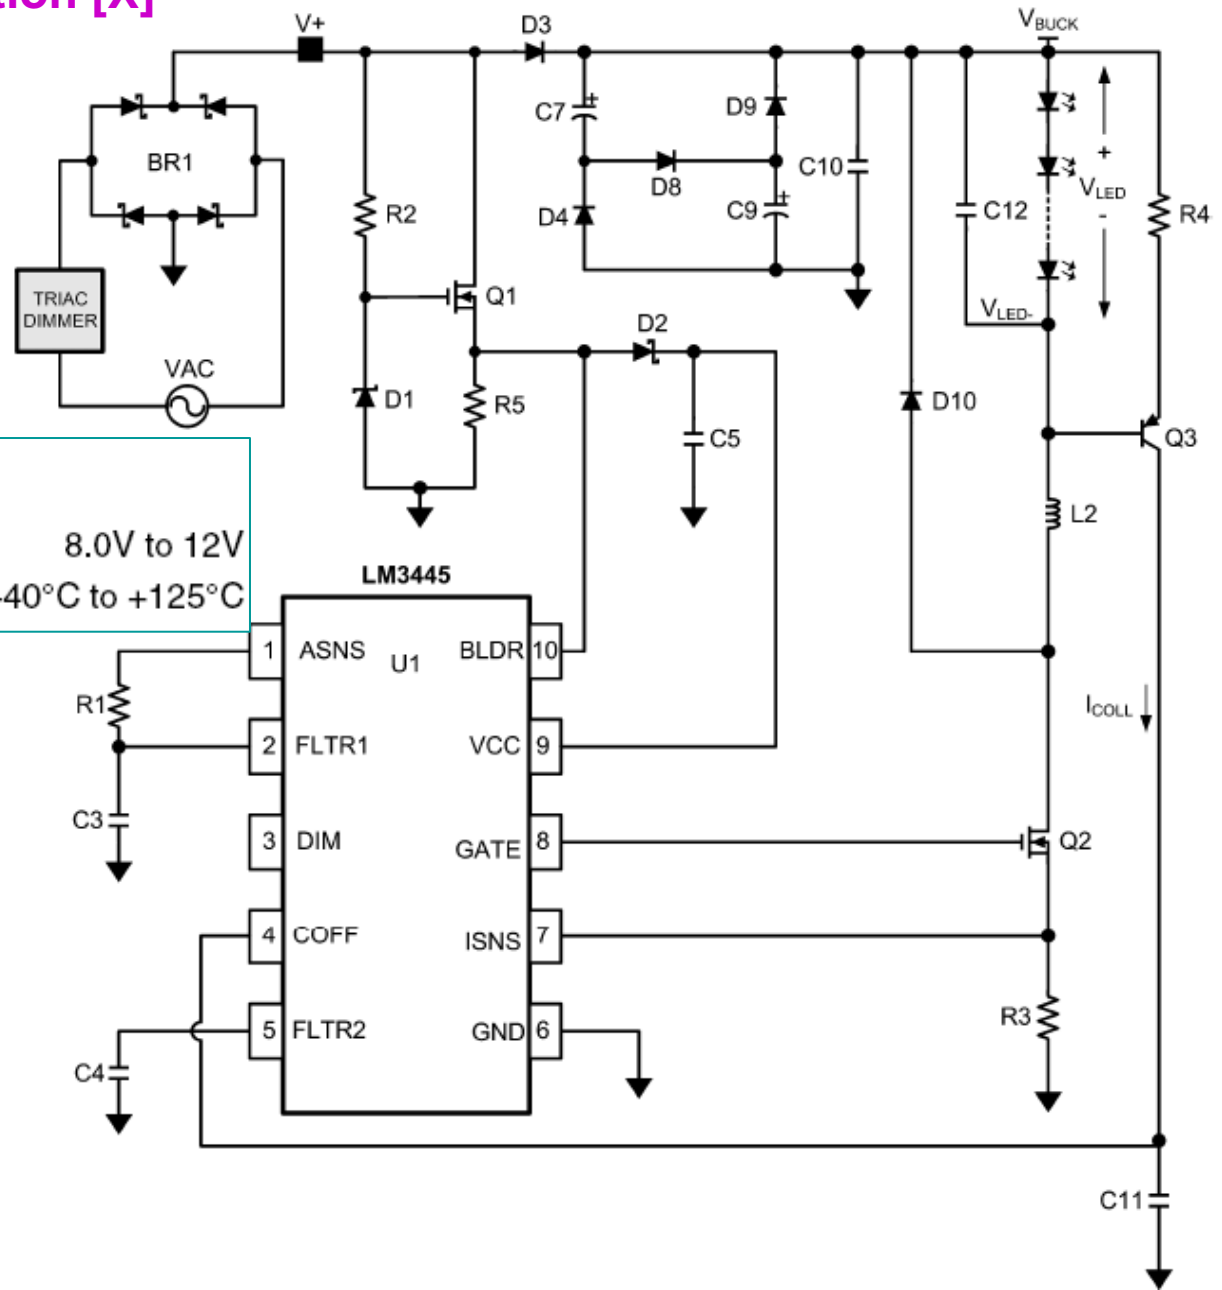 tion [X]
V+
D3
VBUCK
C7
D9
BR1
C10
D8
R2
D4
C9
C12
VLED
+
-
R4
Q1
TRIAC
DIMMER
VLED-
D2
VAC
D1
R5
D10
C5
Q3
L2
8.0V to 12V
-40°C to +125°C
LM3445
1 ASNS
U1
BLDR 10
R1
ICOLL
2 FLTR1
VCC 9
C3
3 DIM
GATE 8
Q2
4 COFF
ISNS 7
5 FLTR2
GND 6
R3
C4
C11